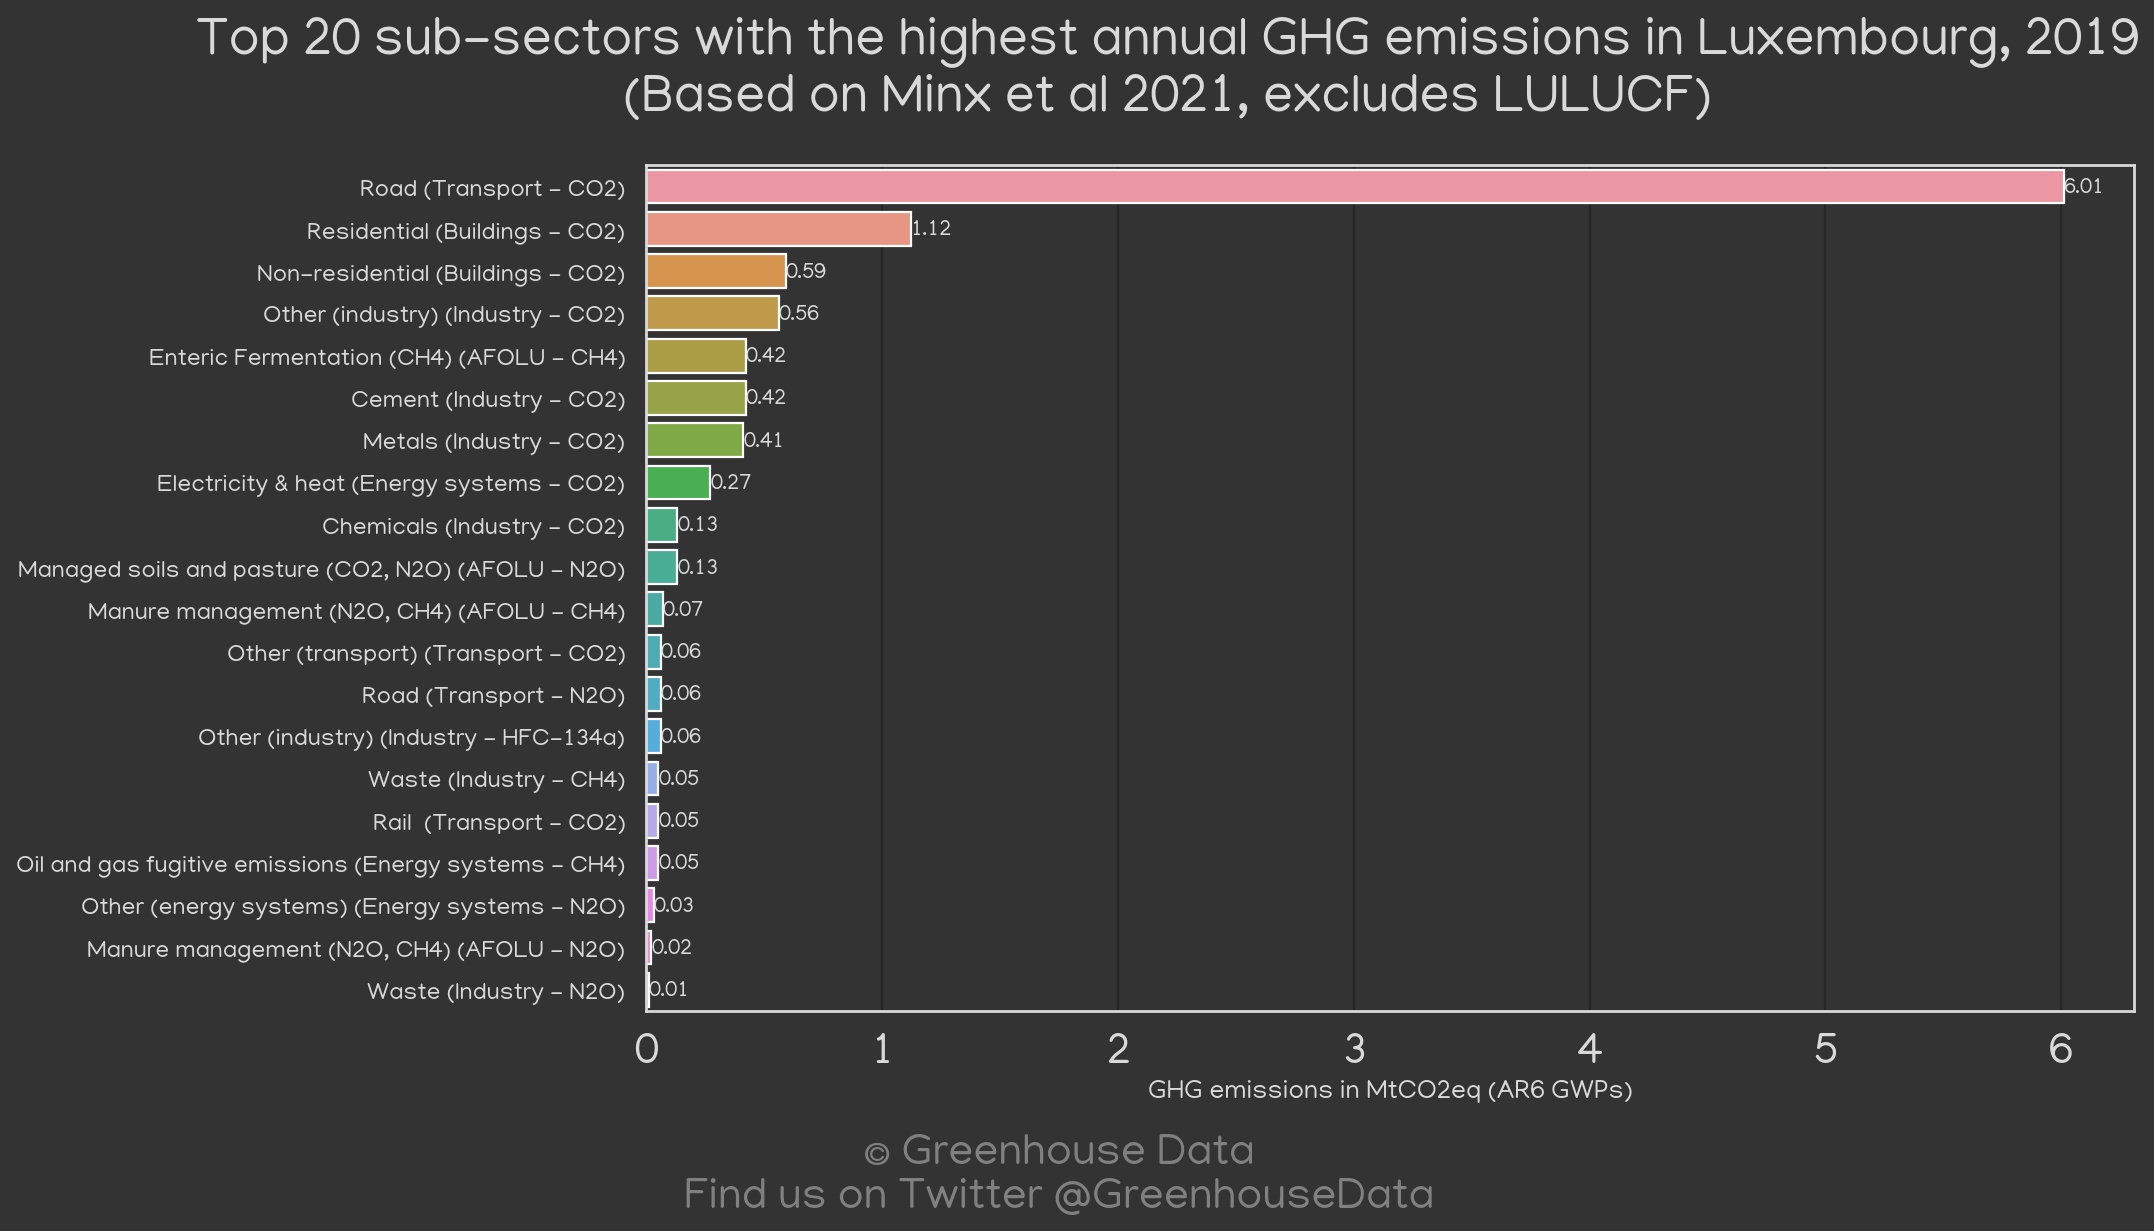 Top 20 sub-sectors with the highest annual GHG emissions in Luxembourg, 2019
(Based on Minx et al 2021, excludes LULUCF)
Road (Transport - CO2) 6.01
Residential (Buildings - CO2) 1.12
Non-residential (Buildings - CO2) 0.59
Other (industry) (Industry - CO2) 0.56
Enteric Fermentation (CH4) (AFOLU - CH4) 0.42
Cement (Industry - CO2) 0.42
Metals (Industry - CO2) 0.41
Electricity & heat (Energy systems - CO2) 0.27
Chemicals (Industry - CO2) 0.13
Managed soils and pasture (CO2, N2O) (AFOLU - N2O) 0.13
Manure management (N2O, CH4) (AFOLU - CH4) 0.07
Other (transport) (Transport - CO2) 0.06
Road (Transport - N2O) 0.06
Other (industry) (Industry - HFC-134a) 0.06
Waste (Industry - CH4) 0.05
Rail (Transport - CO2) 0.05
Oil and gas fugitive emissions (Energy systems - CH4) 0.05
Other (energy systems) (Energy systems - N2O) 0.03
Manure management (N2O, CH4) (AFOLU - N2O) 0.02
Waste (Industry - N2O) 0.01
0 1 2 3 4 5 6
GHG emissions in MtCO2eq (AR6 GWPs)
© Greenhouse Data
Find us on Twitter @GreenhouseData